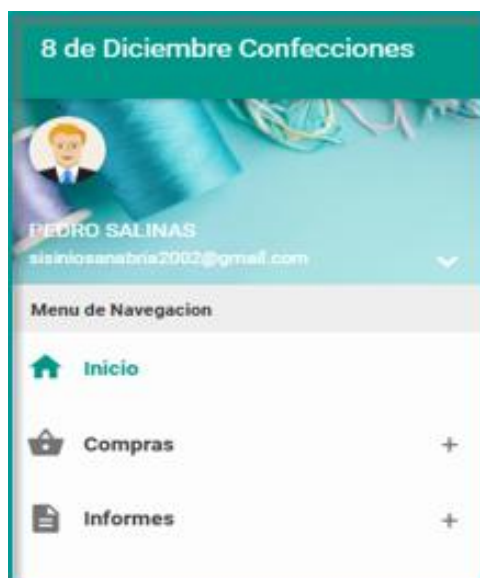 8 de Diciembre Confecciones
PEDRO SALINAS
sisiniosanabria2002@gmail.com
Menu de Navegacion
Inicio
Compras +
Informes +